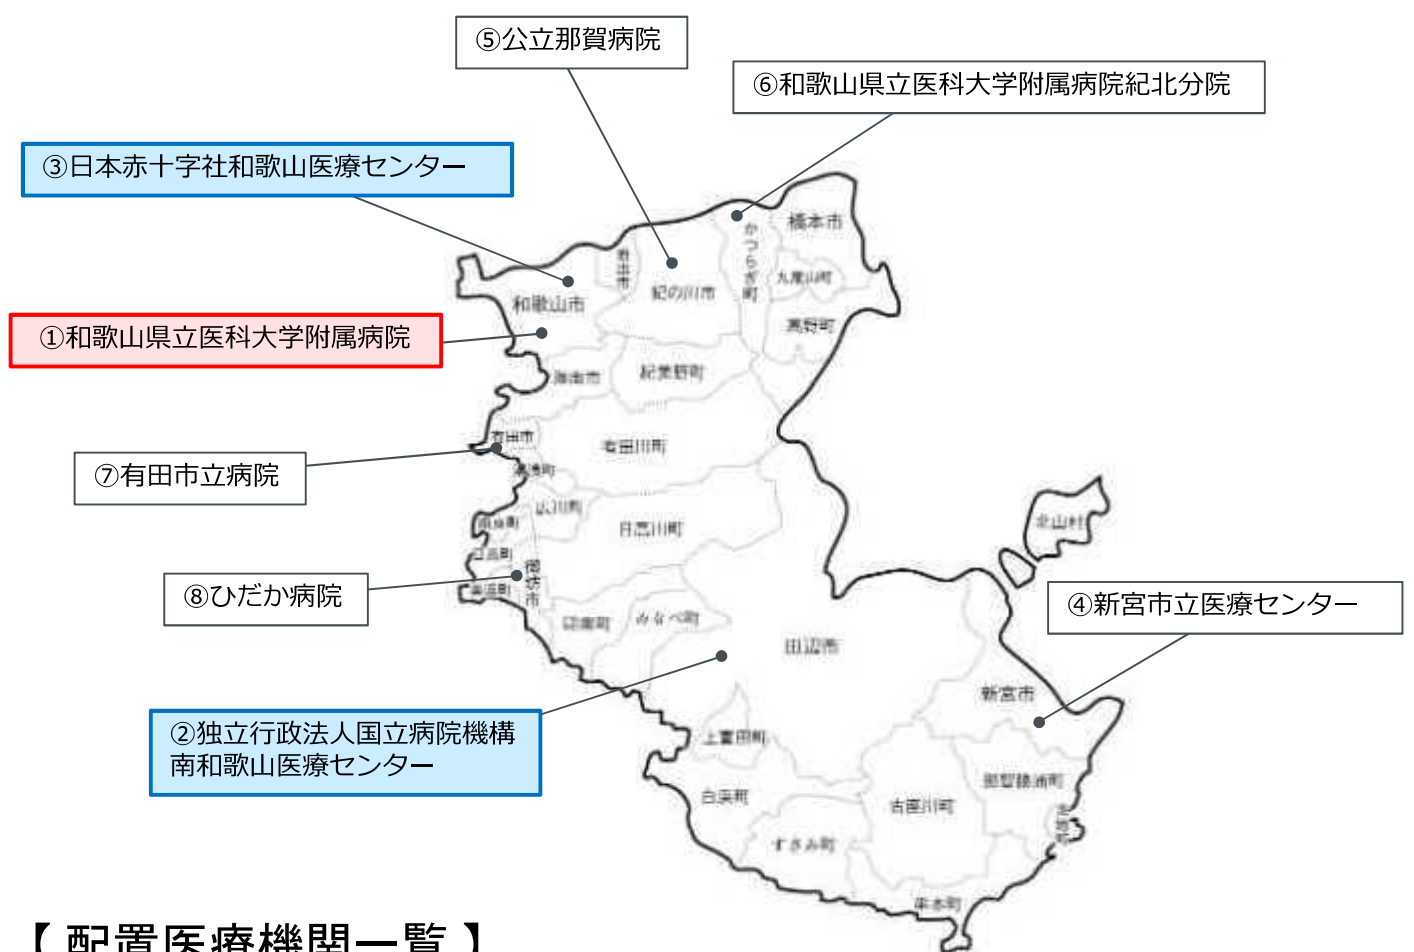 ⑤公立那賀病院
⑥和歌山県立医科大学附属病院紀北分院
③日本赤十字社和歌山医療センター
橋本市
かつらぎ町
岩出市
九度山町
紀の川市
和歌山市
高野町
①和歌山県立医科大学附属病院
海南市
紀美野町
有田市
有田川町
⑦有田市立病院
湯浅町
広川町
北山村
日高川町
日高町
御坊市
美浜町
⑧ひだか病院
④新宮市立医療センター
印南町
みなべ町
田辺市
新宮市
②独立行政法人国立病院機構
南和歌山医療センター
上富田町
那智勝浦町
白浜町
古座川町
すさみ町
串本町
【 配置医療機関一覧 】